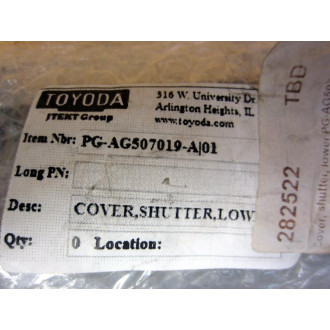 TOYODA
JTEKT Group
316 W. University Dr
Arlington Heights, IL
www.toyoda.com
Item Nbr: PG-AG507019-A|01
Long PN:
Desc: COVER,SHUTTER,LOW
Qty: 0 Location:
282522 TBD